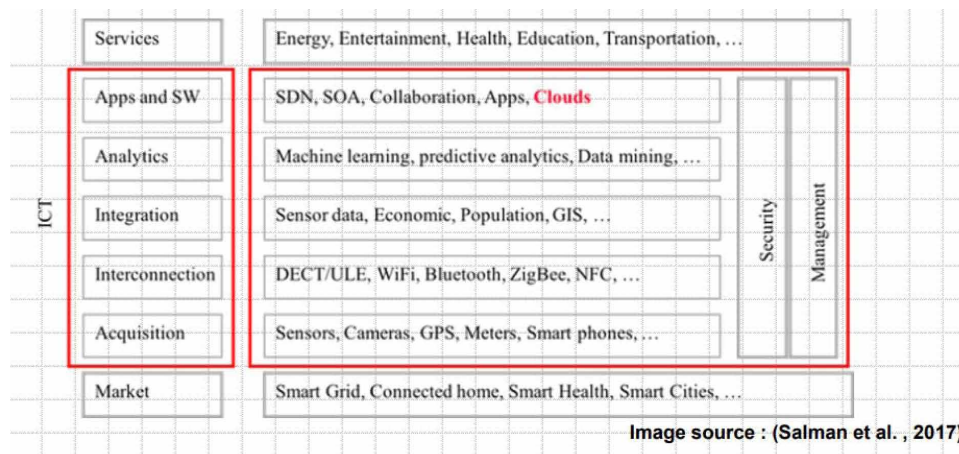 Services Energy, Entertainment, Health, Education, Transportation, …
Apps and SW SDN, SOA, Collaboration, Apps, Clouds
Analytics Machine learning, predictive analytics, Data mining, …
ICT
Integration Sensor data, Economic, Population, GIS, …
Security
Management
Interconnection DECT/ULE, WiFi, Bluetooth, ZigBee, NFC, …
Acquisition Sensors, Cameras, GPS, Meters, Smart phones, …
Market Smart Grid, Connected home, Smart Health, Smart Cities, …
Image source : (Salman et al. , 2017)